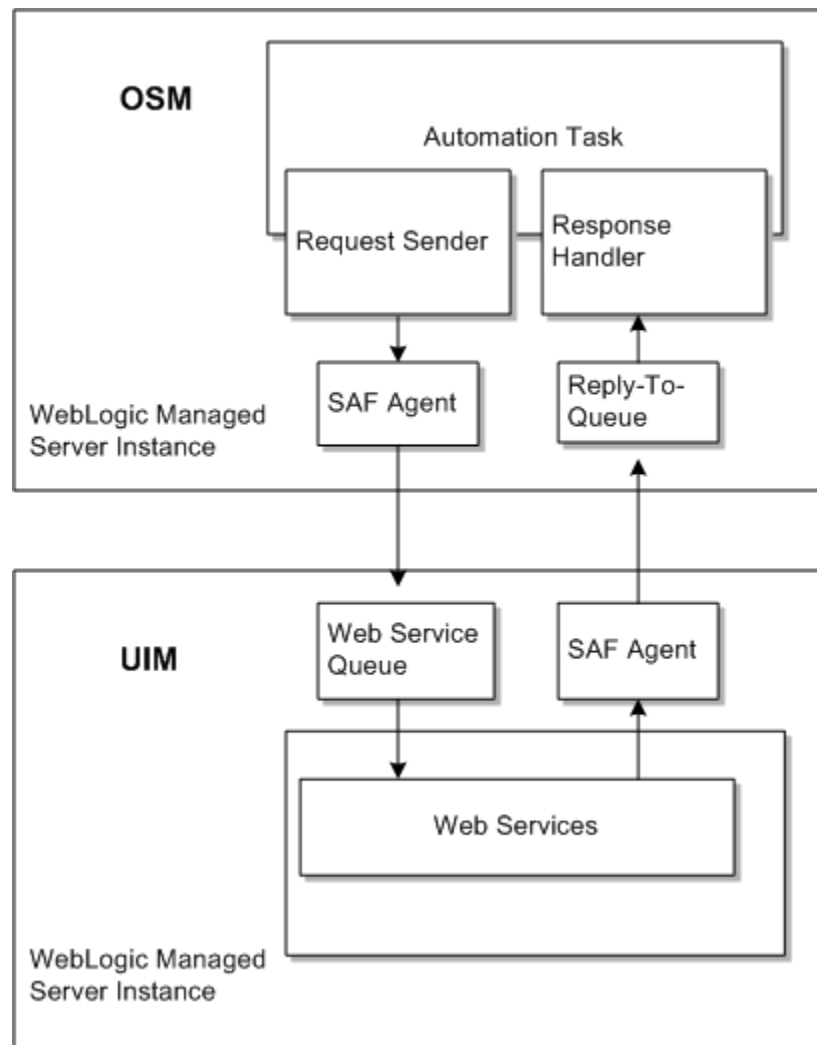 OSM
Automation Task
Request Sender
Response
Handler
SAF Agent
Reply-To-
Queue
WebLogic Managed
Server Instance
UIM
Web Service
Queue
SAF Agent
Web Services
WebLogic Managed
Server Instance